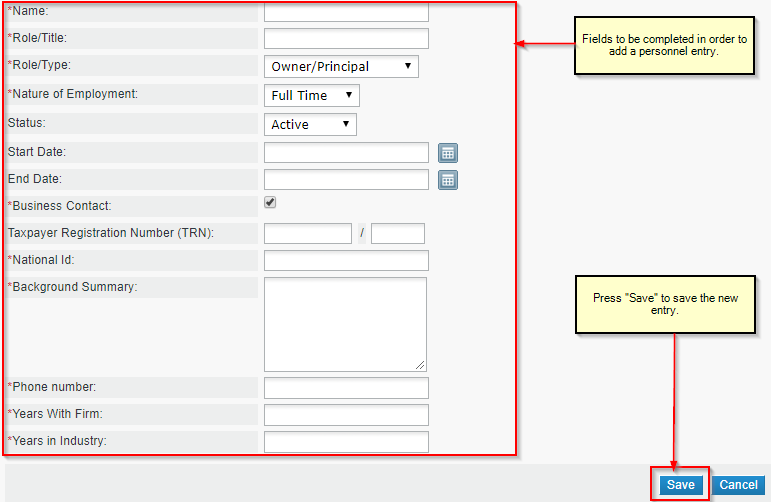 *Name:
*Role/Title:
Fields to be completed in order to
add a personnel entry.
*Role/Type: Owner/Principal
*Nature of Employment: Full Time
Status: Active
Start Date:
End Date:
*Business Contact:
Taxpayer Registration Number (TRN): /
*National Id:
*Background Summary:
Press "Save" to save the new
entry.
*Phone number:
*Years With Firm:
*Years in Industry:
Save Cancel